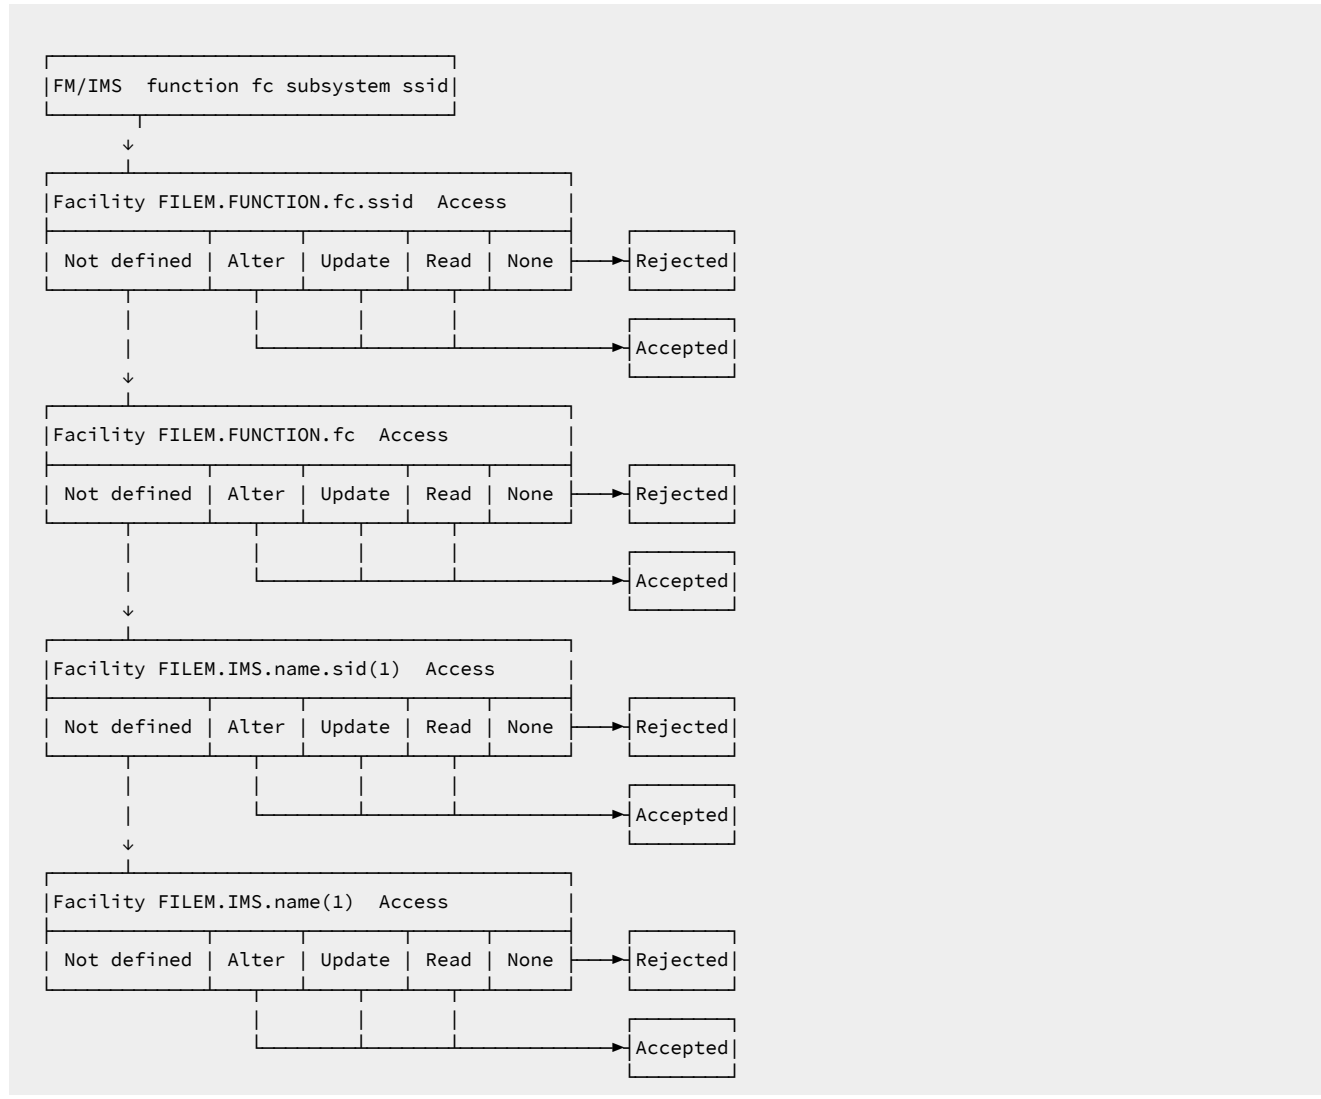 FM/IMS function fc subsystem ssid
Facility FILEM.FUNCTION.fc.ssid Access
Not defined Alter Update Read None Rejected
Accepted
Facility FILEM.FUNCTION.fc Access
Not defined Alter Update Read None Rejected
Accepted
Facility FILEM.IMS.name.sid(1) Access
Not defined Alter Update Read None Rejected
Accepted
Facility FILEM.IMS.name(1) Access
Not defined Alter Update Read None Rejected
Accepted